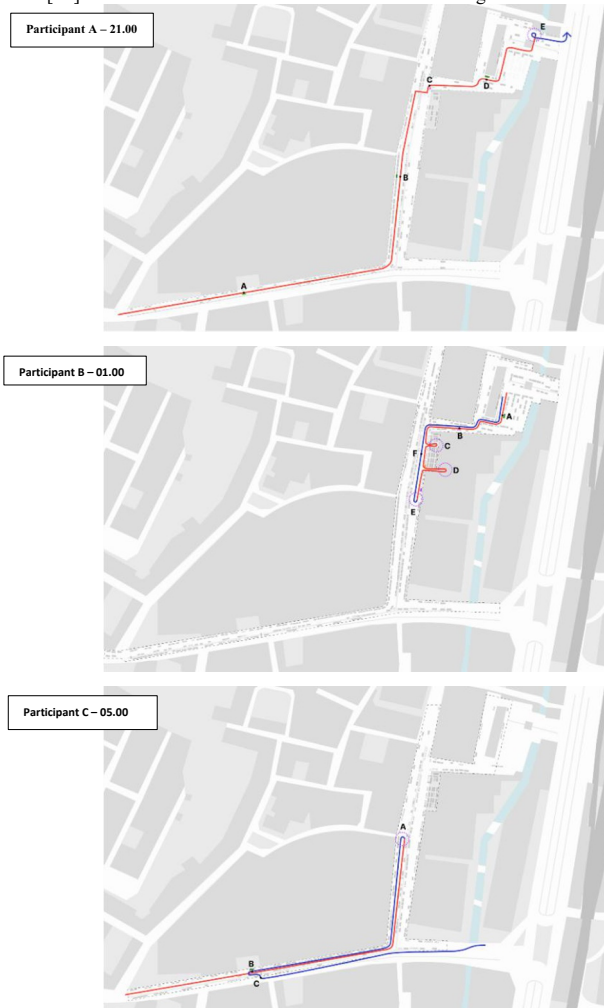 Participant A – 21.00
E
C
D
B
A
Participant B – 01.00
A
B
C
F
D
E
Participant C – 05.00
A
B
C